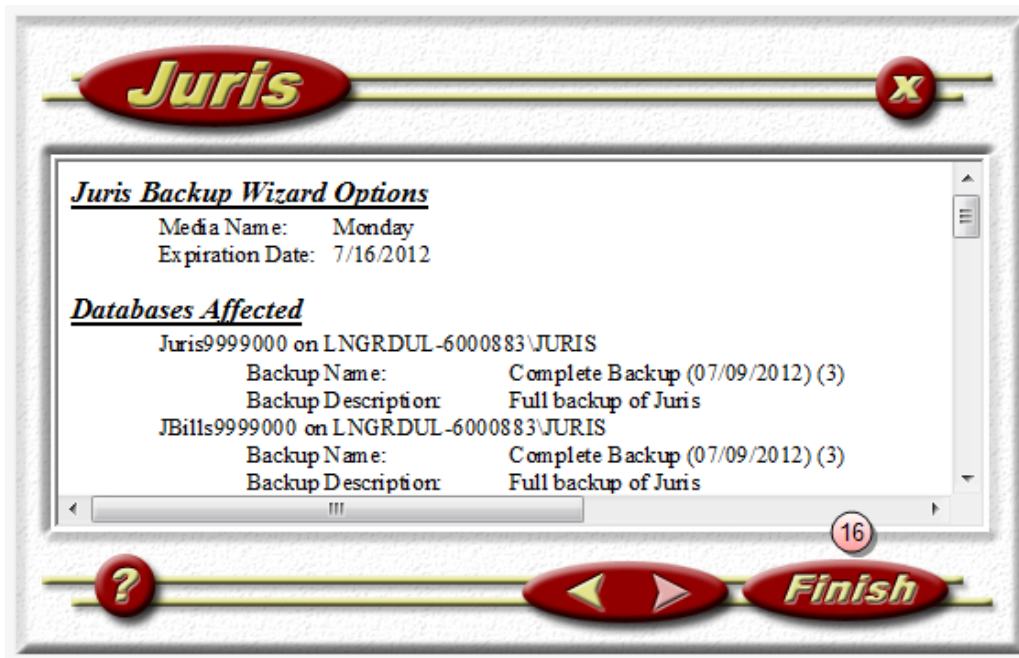 Juris
x
Juris Backup Wizard Options
Media Name: Monday
Expiration Date: 7/16/2012
Databases Affected
Juris9999000 on LNGRDUL-6000883\JURIS
Backup Name: Complete Backup (07/09/2012) (3)
Backup Description: Full backup of Juris
JBills9999000 on LNGRDUL-6000883\JURIS
Backup Name: Complete Backup (07/09/2012) (3)
Backup Description: Full backup of Juris
16
?
Finish